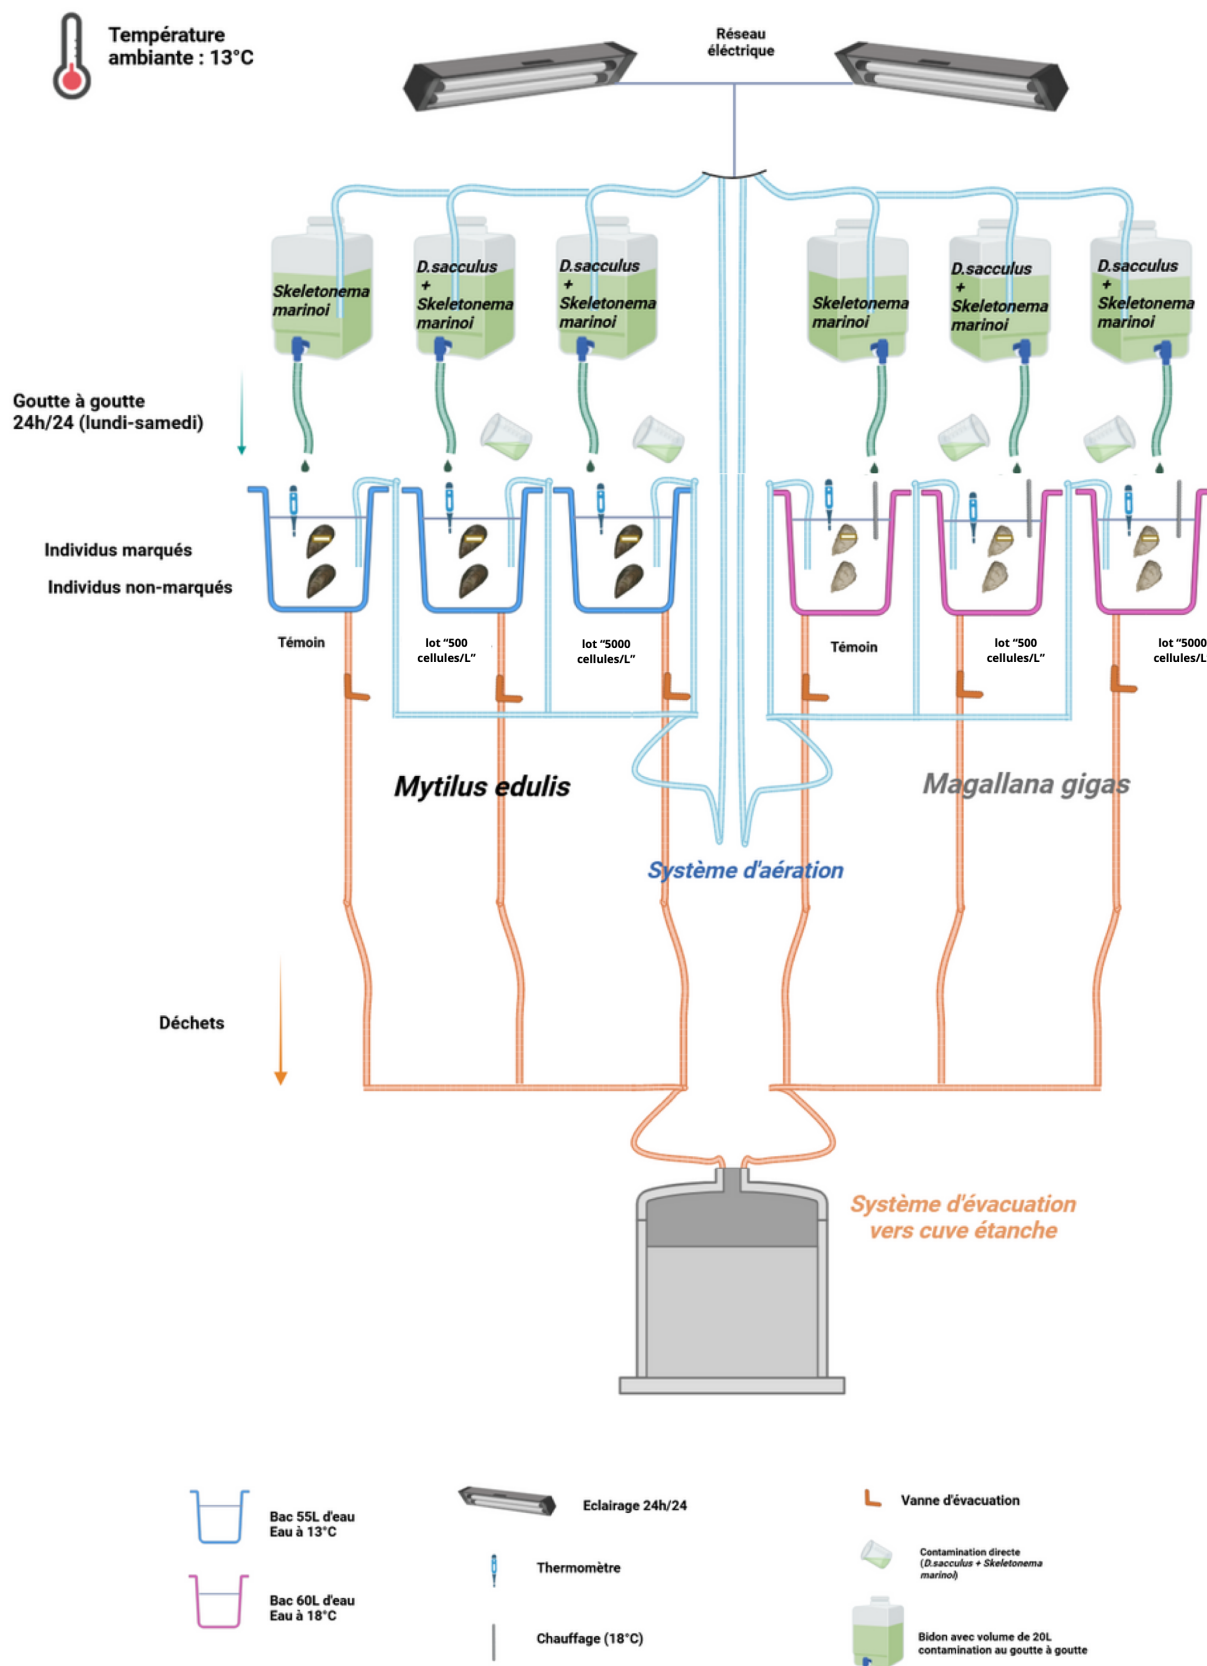 Température
ambiante : 13°C
Réseau
éléctrique
Skeletonema
marinoi
D.sacculus
+
Skeletonema
marinoi
D.sacculus
+
Skeletonema
marinoi
Skeletonema
marinoi
D.sacculus
+
Skeletonema
marinoi
D.sacculus
+
Skeletonema
marinoi
Goutte à goutte
24h/24 (lundi-samedi)
Individus marqués
Individus non-marqués
Témoin
lot “500
cellules/L”
lot “5000
cellules/L”
Témoin
lot “500
cellules/L”
lot “5000
cellules/L
Mytilus edulis
Magallana gigas
Système d'aération
Déchets
Système d'évacuation
vers cuve étanche
Bac 55L d'eau
Eau à 13°C
Eclairage 24h/24
Vanne d'évacuation
Thermomètre
Contamination directe
(D.sacculus + Skeletonema
marinoi)
Bac 60L d'eau
Eau à 18°C
Chauffage (18°C)
Bidon avec volume de 20L
contamination au goutte à goutte